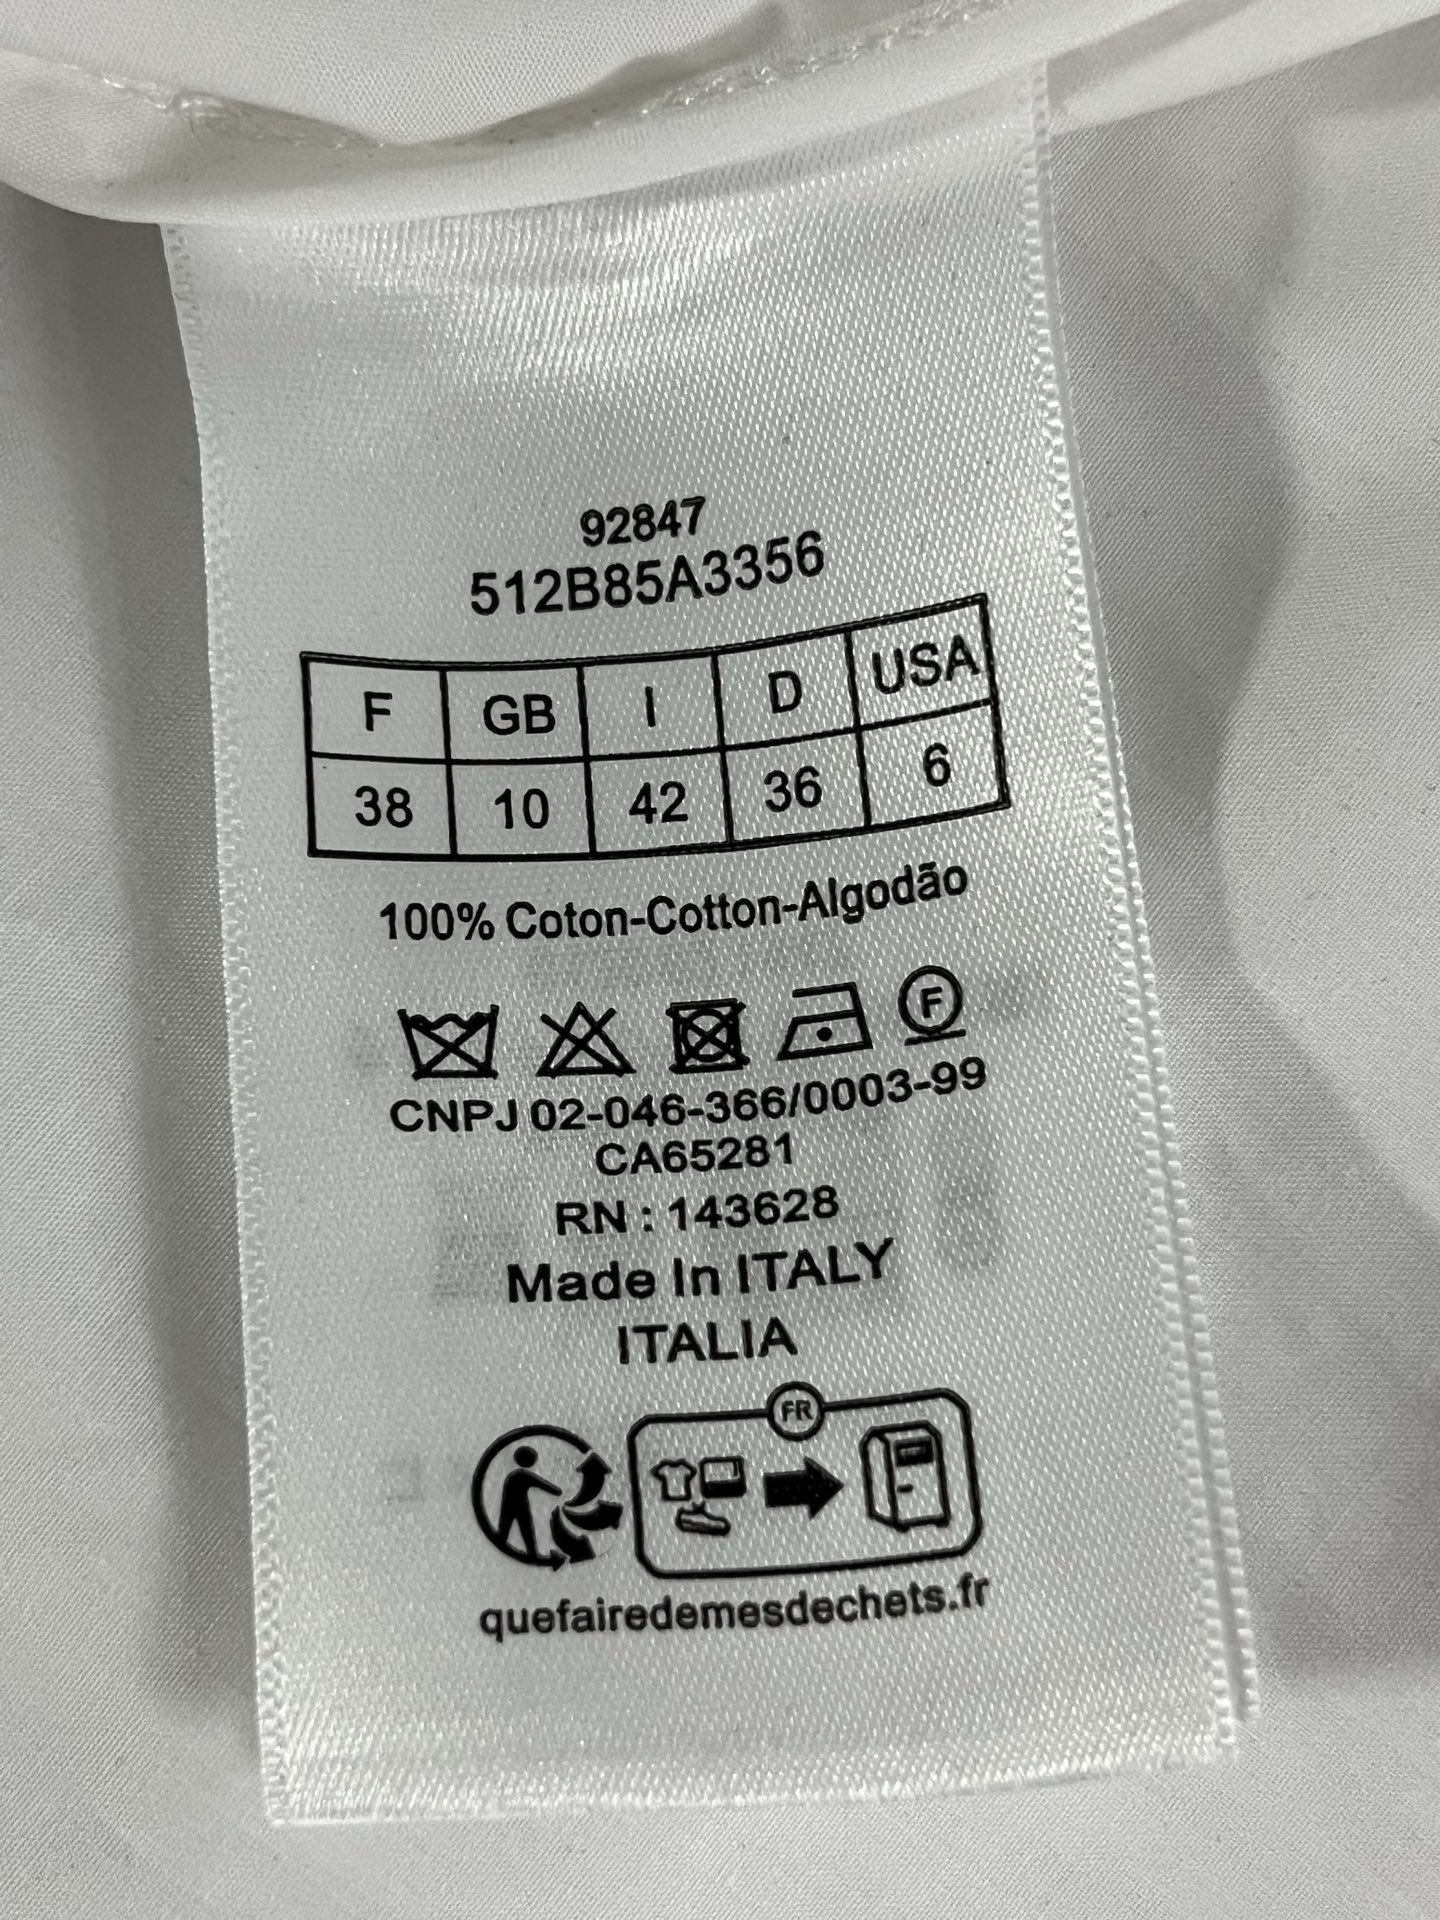 92847
512B85A3356
F GB I D USA
38 10 42 36 6
100% Coton-Cotton-Algodão
F
CNPJ 02-046-366/0003-99
CA65281
RN : 143628
Made In ITALY
ITALIA
FR
quefairedemesdechets.fr